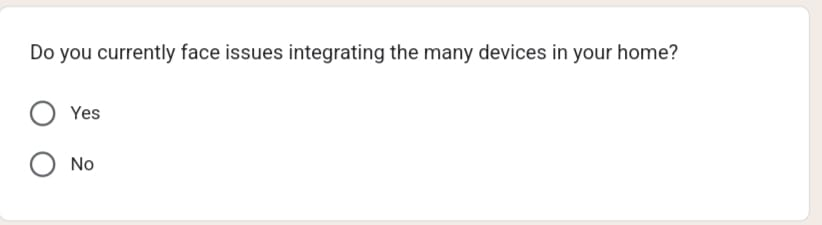 Do you currently face issues integrating the many devices in your home?
Yes
No